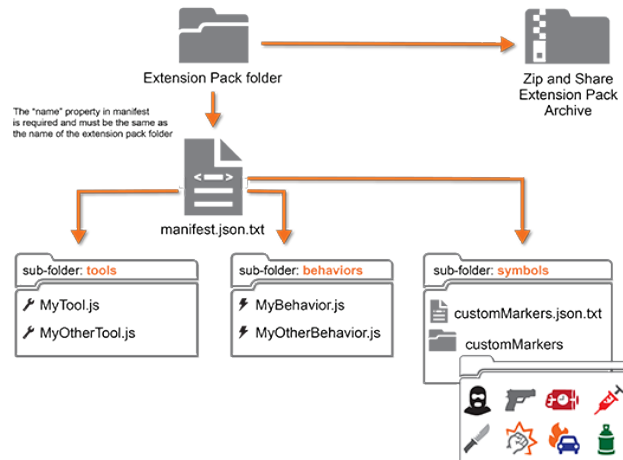 Extension Pack folder
Zip and Share
Extension Pack
Archive
The "name" property in manifest
is required and must be the same as
the name of the extension pack folder
manifest.json.txt
sub-folder: tools
MyTool.js
MyOtherTool.js
sub-folder: behaviors
MyBehavior.js
MyOtherBehavior.js
sub-folder: symbols
customMarkers.json.txt
customMarkers